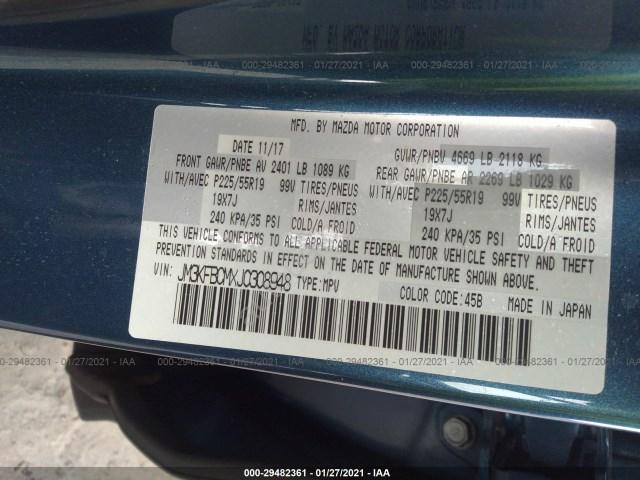 000-29482361 - 01/27/2021 - IAA
MFD. BY MAZDA MOTOR CORPORATION
DATE 11/17
GVWR/PNBV 4669 LB 2118 KG
FRONT GAWR/PNBE AV 2401 LB 1089 KG
REAR GAWR/PNBE AR 2269 LB 1029 KG
WITH/AVEC P225/55R19 99V TIRES/PNEUS
WITH/AVEC P225/55R19 99V TIRES/PNEUS
19X7J RIMS/JANTES
19X7J RIMS/JANTES
240 KPA/35 PSI COLD/A FROID
240 KPA/35 PSI COLD/A FROID
THIS VEHICLE CONFORMS TO ALL APPLICABLE FEDERAL MOTOR VEHICLE SAFETY AND THEFT
PREVENTION STANDARDS IN EFFECT ON THE DATE OF MANUFACTURE SHOWN ABOVE.
VIN: JM3KFBCMXJ0308948 TYPE:MPV
COLOR CODE:45B MADE IN JAPAN
000-29482361 - 01/27/2021 - IAA
000-29482361 - 01/27/2021 - IAA